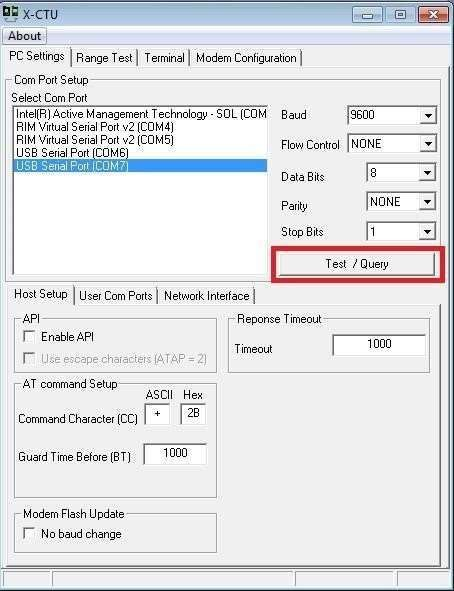 X-CTU
About
PC Settings Range Test Terminal Modem Configuration
Com Port Setup
Select Com Port
Intel(R) Active Management Technology - SOL (COM
RIM Virtual Serial Port v2 (COM4)
RIM Virtual Serial Port v2 (COM5)
USB Serial Port (COM6)
USB Serial Port (COM7)
Baud 9600
Flow Control NONE
Data Bits 8
Parity NONE
Stop Bits 1
Test / Query
Host Setup User Com Ports Network Interface
API
Enable API
Use escape characters (ATAP = 2)
AT command Setup
ASCII Hex
Command Character (CC) + 2B
Guard Time Before (BT) 1000
Modem Flash Update
No baud change
Reponse Timeout
Timeout 1000